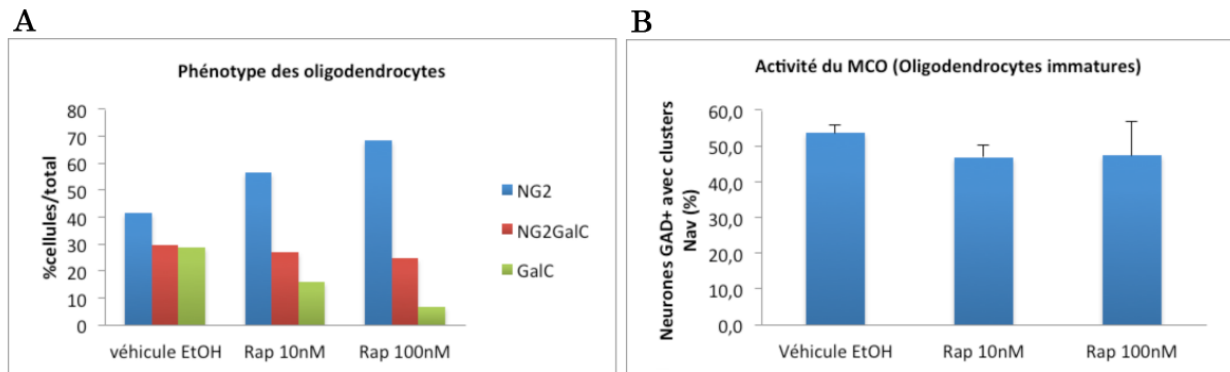 A
Phénotype des oligodendrocytes
%cellules/total
80
70
60
50
40
30
20
10
0
véhicule EtOH
Rap 10nM
Rap 100nM
NG2
NG2GalC
GalC
B
Activité du MCO (Oligodendrocytes immatures)
Neurones GAD+ avec clusters
Nav (%)
60,0
50,0
40,0
30,0
20,0
10,0
0,0
Véhicule EtOH
Rap 10nM
Rap 100nM